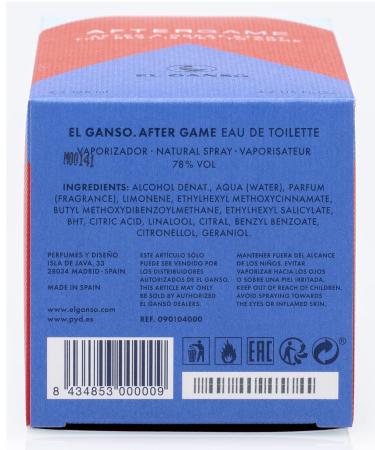 AFTERGAME
EL GANSO
EL GANSO. AFTER GAME EAU DE TOILETTE
VAPORIZADOR · NATURAL SPRAY · VAPORISATEUR
M00141
78% VOL
INGREDIENTS: ALCOHOL DENAT., AQUA (WATER), PARFUM
(FRAGRANCE), LIMONENE, ETHYLHEXYL METHOXYCINNAMATE,
BUTYL METHOXYDIBENZOYLMETHANE, ETHYLHEXYL SALICYLATE,
BHT, CITRIC ACID, LINALOOL, CITRAL, BENZYL BENZOATE,
CITRONELLOL, GERANIOL.
PERFUMES Y DISEÑO
ISLA DE JAVA, 33
28034 MADRID · SPAIN
MADE IN SPAIN
www.elganso.com
www.pyd.es
ESTE ARTÍCULO SÓLO
PUEDE SER VENDIDO POR
LOS DISTRIBUIDORES
AUTORIZADOS DE EL GANSO.
THIS ARTICLE MAY ONLY
BE SOLD BY AUTHORIZED
EL GANSO DEALERS.
REF. 090104000
MANTENER FUERA DEL ALCANCE
DE LOS NIÑOS. EVITAR
VAPORIZAR HACIA LOS OJOS
O SOBRE UNA PIEL IRRITADA.
KEEP OUT OF REACH OF CHILDREN.
AVOID SPRAYING TOWARDS
THE EYES OR INFLAMED SKIN.
EAC
8 434853 000009